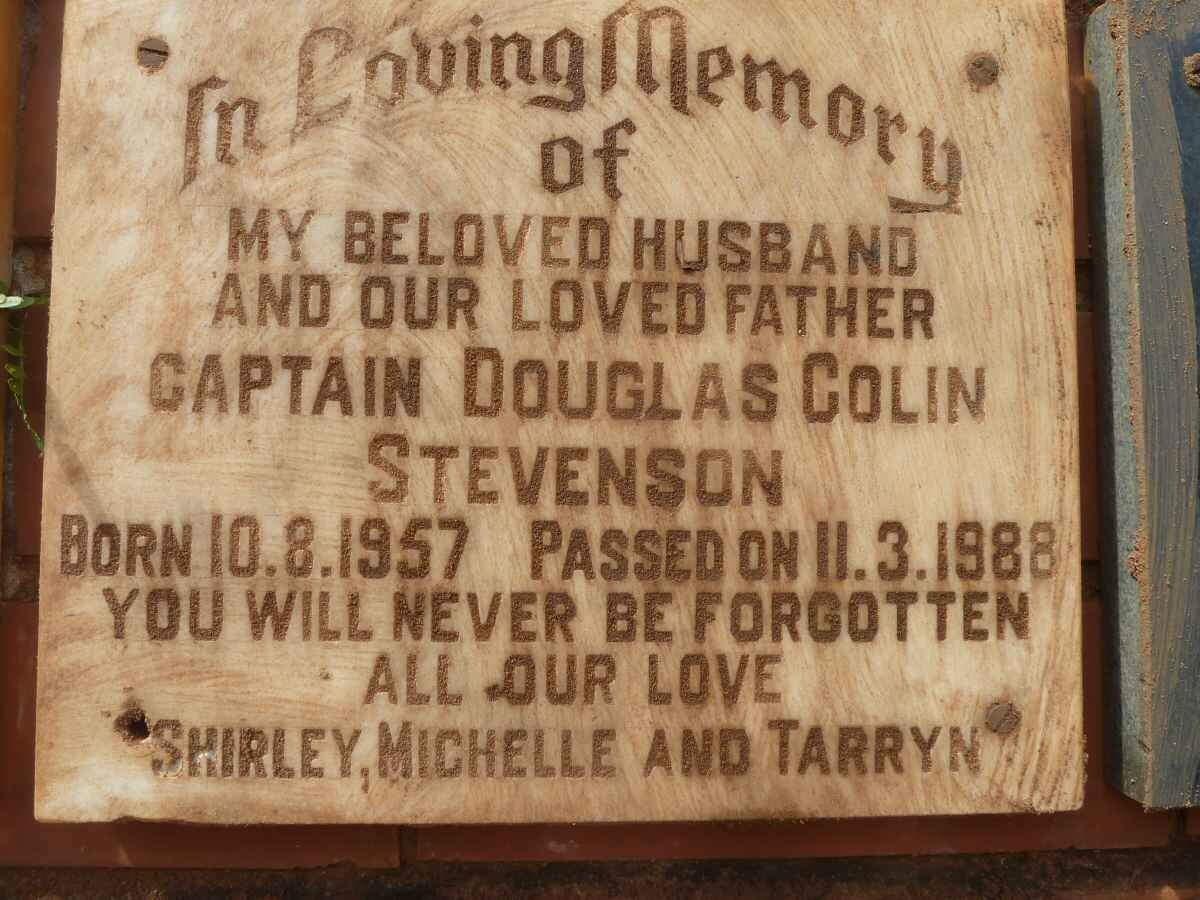 In Loving Memory
of
MY BELOVED HUSBAND
AND OUR LOVED FATHER
CAPTAIN DOUGLAS COLIN
STEVENSON
BORN 10.8.1957 PASSED ON 11.3.1988
YOU WILL NEVER BE FORGOTTEN
ALL OUR LOVE
SHIRLEY, MICHELLE AND TARRYN